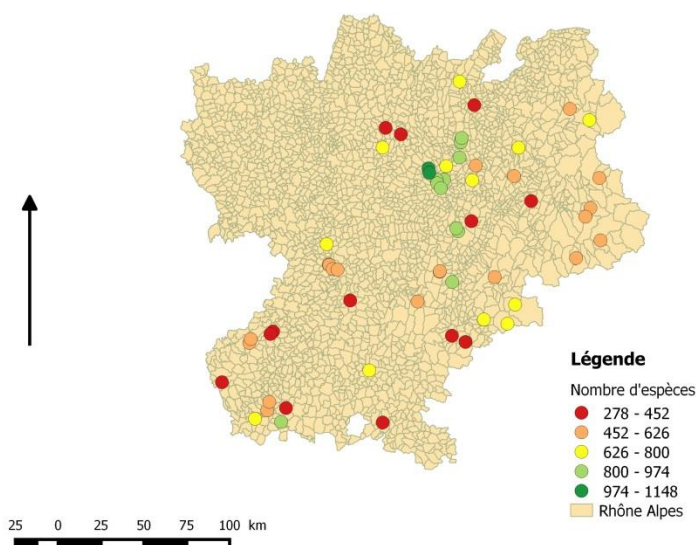 Légende
Nombre d'espèces
278 - 452
452 - 626
626 - 800
800 - 974
974 - 1148
Rhône Alpes
25 0 25 50 75 100 km